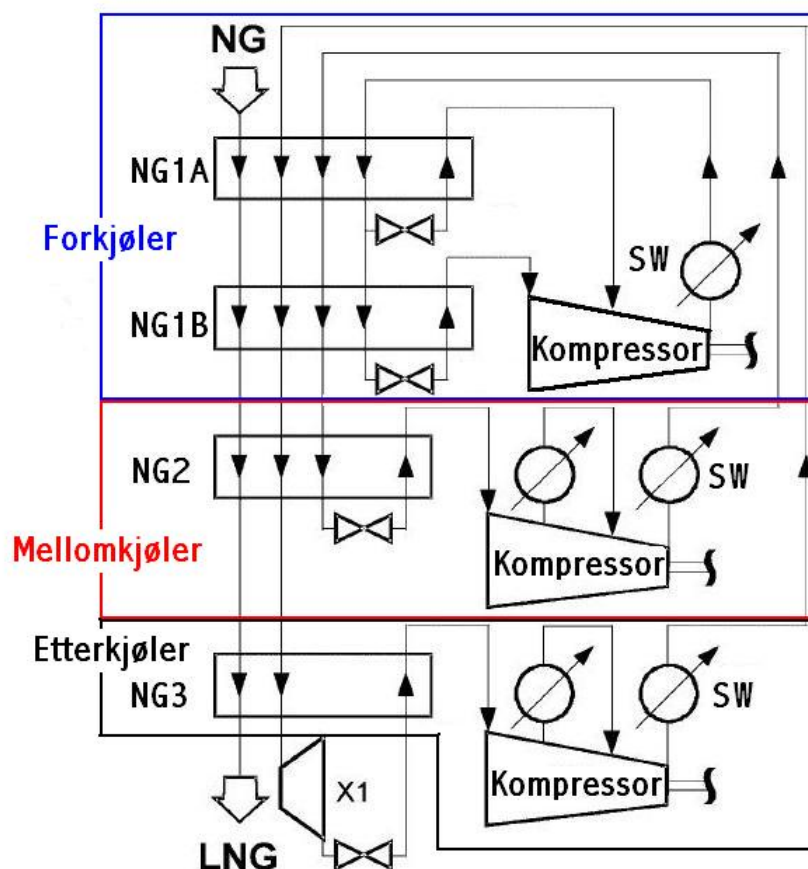 NG
NG1A
Forkjøler
SW
NG1B
Kompressor
NG2
SW
Mellomkjøler
Kompressor
Etterkjøler
NG3
SW
X1
Kompressor
LNG